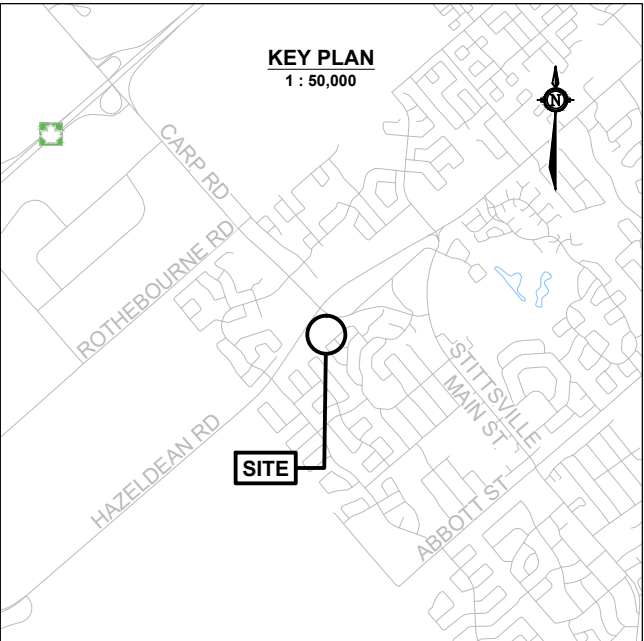 KEY PLAN
1 : 50,000
N
CARP RD
ROTHEBOURNE RD
STITTSVILLE
MAIN ST
HAZELDEAN RD
SITE
ABBOTT ST